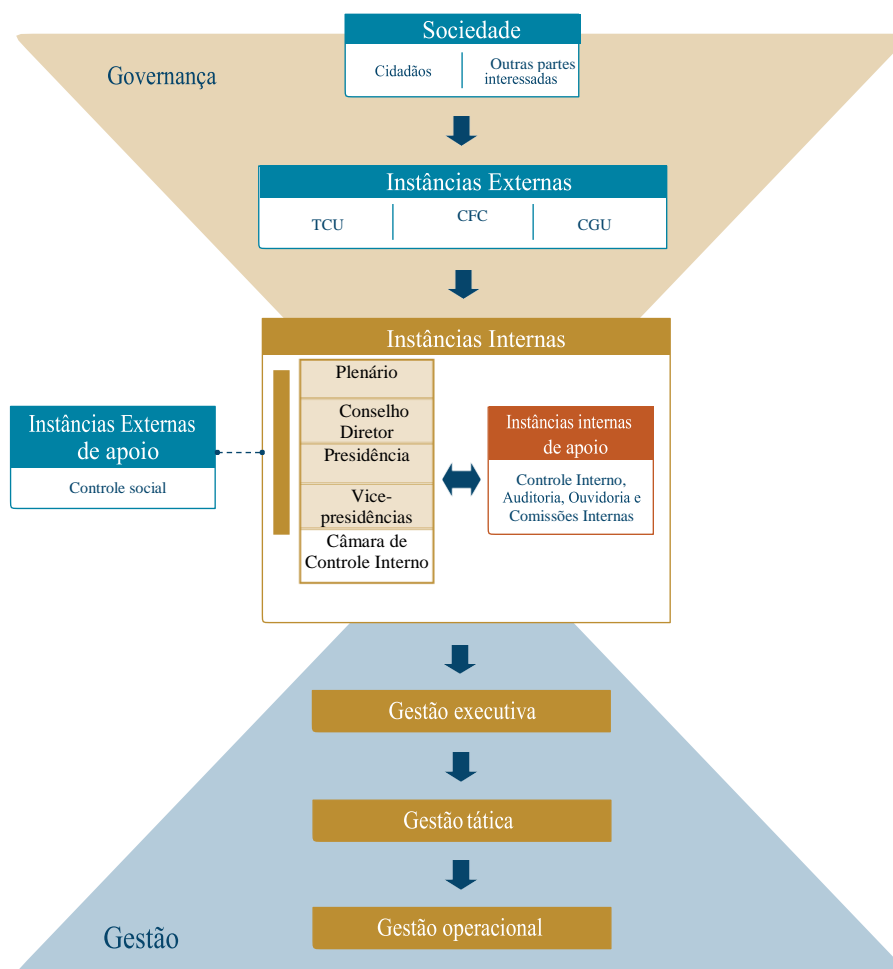 Sociedade
Governança
Cidadãos
Outras partes
interessadas
Instâncias Externas
TCU
CFC
CGU
Instâncias Internas
Plenário
Conselho
Diretor
Presidência
Vice-
presidências
Câmara de
Controle Interno
Instâncias Externas
de apoio
Controle social
Instâncias internas
de apoio
Controle Interno,
Auditoria, Ouvidoria e
Comissões Internas
Gestão executiva
Gestão tática
Gestão operacional
Gestão